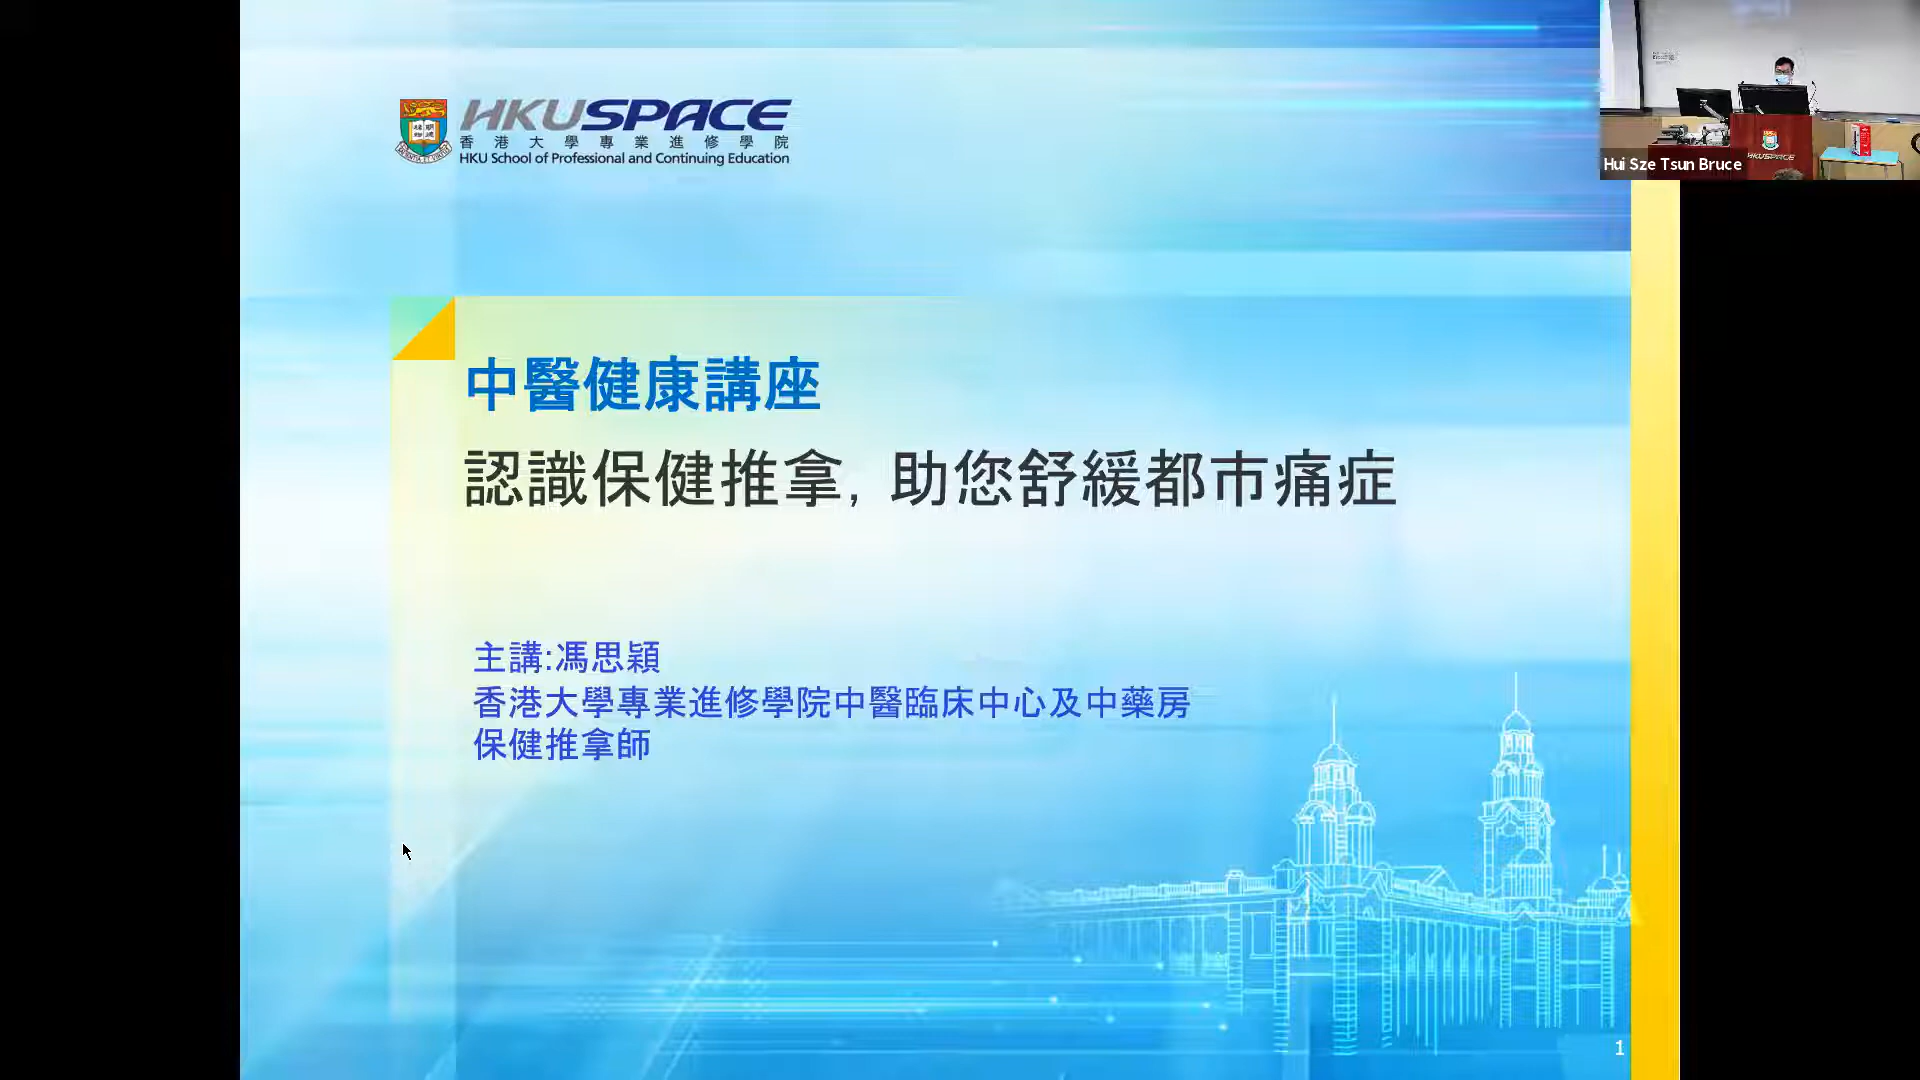 HKUSPACE
香港大學專業進修學院
HKU School of Professional and Continuing Education
中醫健康講座
認識保健推拿, 助您舒緩都市痛症
主講:馮思穎
香港大學專業進修學院中醫臨床中心及中藥房
保健推拿師
1
HKUSPACE
Hui Sze Tsun Bruce